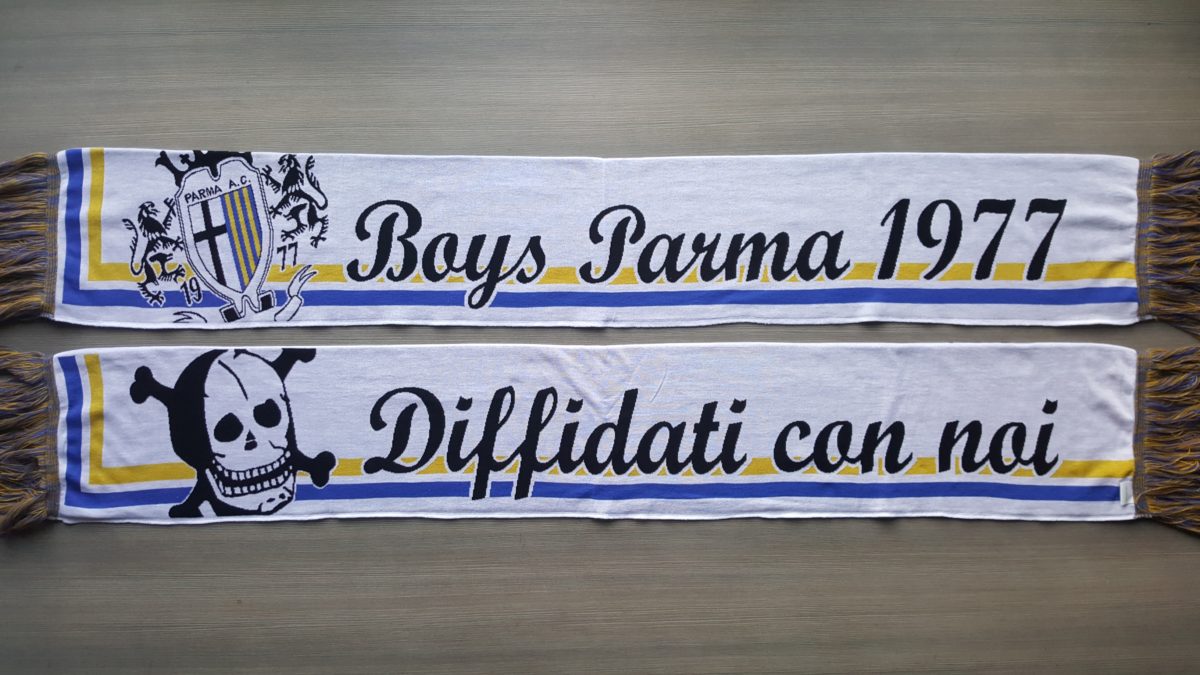 PARMA A.C.
19 77
Boys Parma 1977
Diffidati con noi